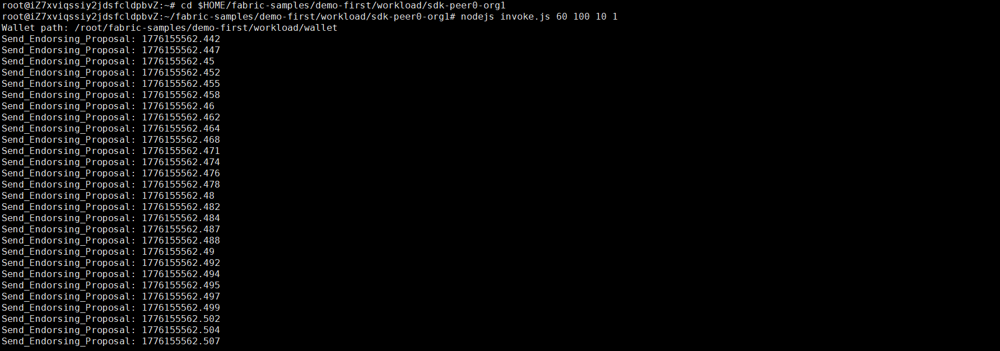 root@iZ7xviqssiy2jdsfcldpbvZ:~# cd $HOME/fabric-samples/demo-first/workload/sdk-peer0-org1
root@iZ7xviqssiy2jdsfcldpbvZ:~/fabric-samples/demo-first/workload/sdk-peer0-org1# nodejs invoke.js 60 100 10 1
Wallet path: /root/fabric-samples/demo-first/workload/wallet
Send_Endorsing_Proposal: 1776155562.442
Send_Endorsing_Proposal: 1776155562.447
Send_Endorsing_Proposal: 1776155562.45
Send_Endorsing_Proposal: 1776155562.452
Send_Endorsing_Proposal: 1776155562.455
Send_Endorsing_Proposal: 1776155562.458
Send_Endorsing_Proposal: 1776155562.46
Send_Endorsing_Proposal: 1776155562.462
Send_Endorsing_Proposal: 1776155562.464
Send_Endorsing_Proposal: 1776155562.468
Send_Endorsing_Proposal: 1776155562.471
Send_Endorsing_Proposal: 1776155562.474
Send_Endorsing_Proposal: 1776155562.476
Send_Endorsing_Proposal: 1776155562.478
Send_Endorsing_Proposal: 1776155562.48
Send_Endorsing_Proposal: 1776155562.482
Send_Endorsing_Proposal: 1776155562.484
Send_Endorsing_Proposal: 1776155562.487
Send_Endorsing_Proposal: 1776155562.488
Send_Endorsing_Proposal: 1776155562.49
Send_Endorsing_Proposal: 1776155562.492
Send_Endorsing_Proposal: 1776155562.494
Send_Endorsing_Proposal: 1776155562.495
Send_Endorsing_Proposal: 1776155562.497
Send_Endorsing_Proposal: 1776155562.499
Send_Endorsing_Proposal: 1776155562.502
Send_Endorsing_Proposal: 1776155562.504
Send_Endorsing_Proposal: 1776155562.507